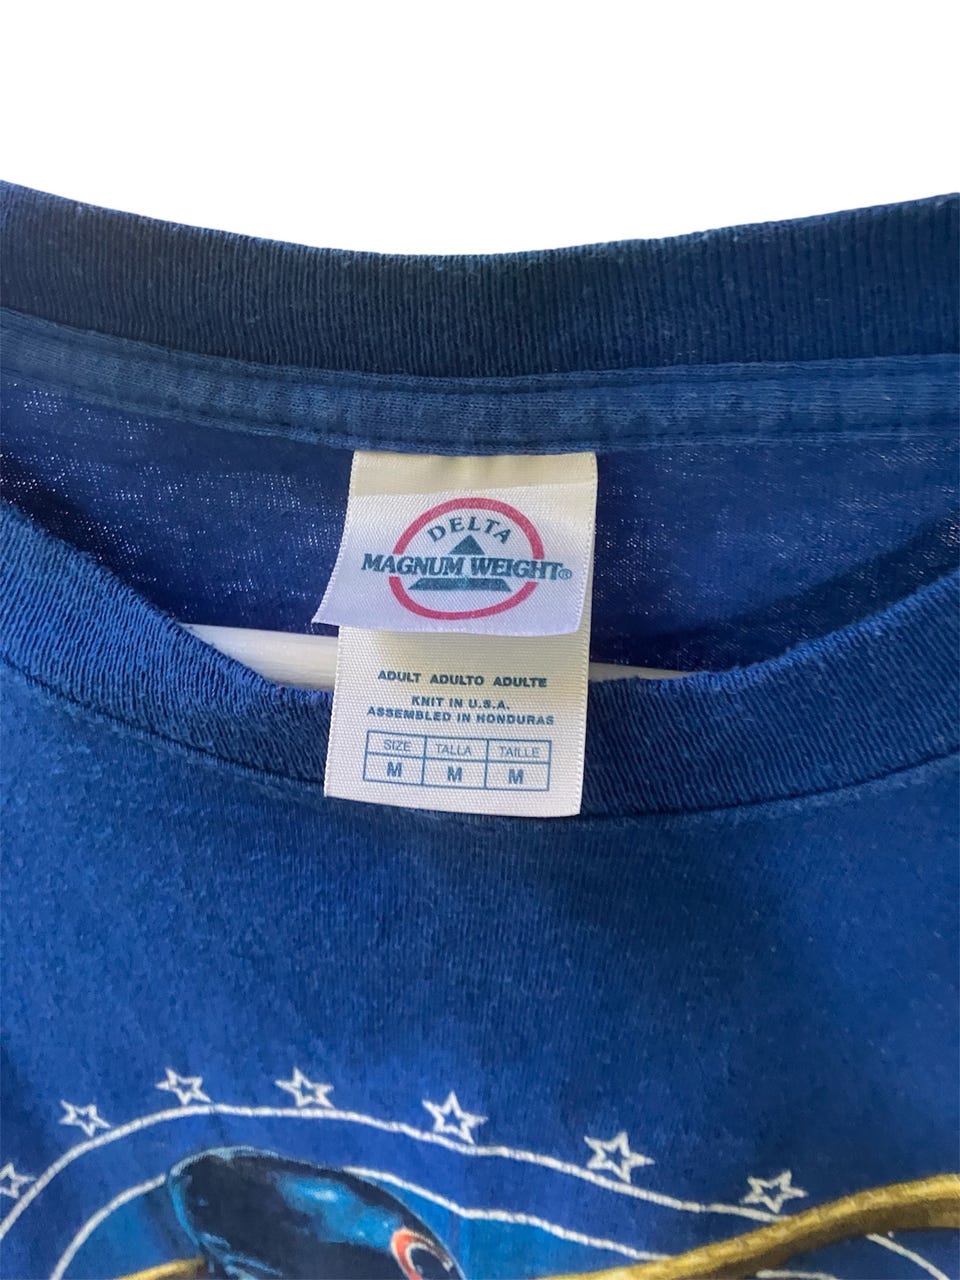 DELTA
MAGNUM WEIGHT®
ADULT ADULTO ADULTE
KNIT IN U.S.A.
ASSEMBLED IN HONDURAS
SIZE TALLA TAILLE
M M M